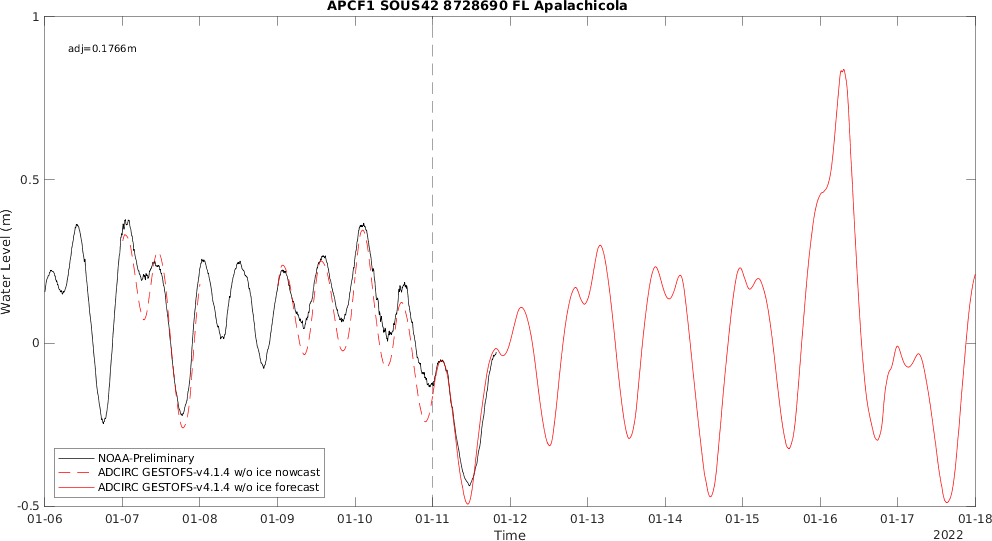 APCF1 SOUS42 8728690 FL Apalachicola
adj=0.1766m
Water Level (m)
1
0.5
0
-0.5
NOAA-Preliminary
ADCIRC GESTOFS-v4.1.4 w/o ice nowcast
ADCIRC GESTOFS-v4.1.4 w/o ice forecast
01-06 01-07 01-08 01-09 01-10 01-11 01-12 01-13 01-14 01-15 01-16 01-17 01-18
Time
2022